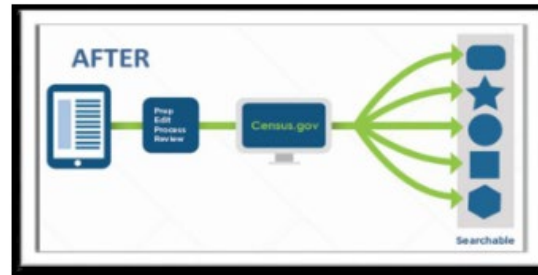 AFTER
Prep
Edit
Process
Review
Census.gov
Searchable